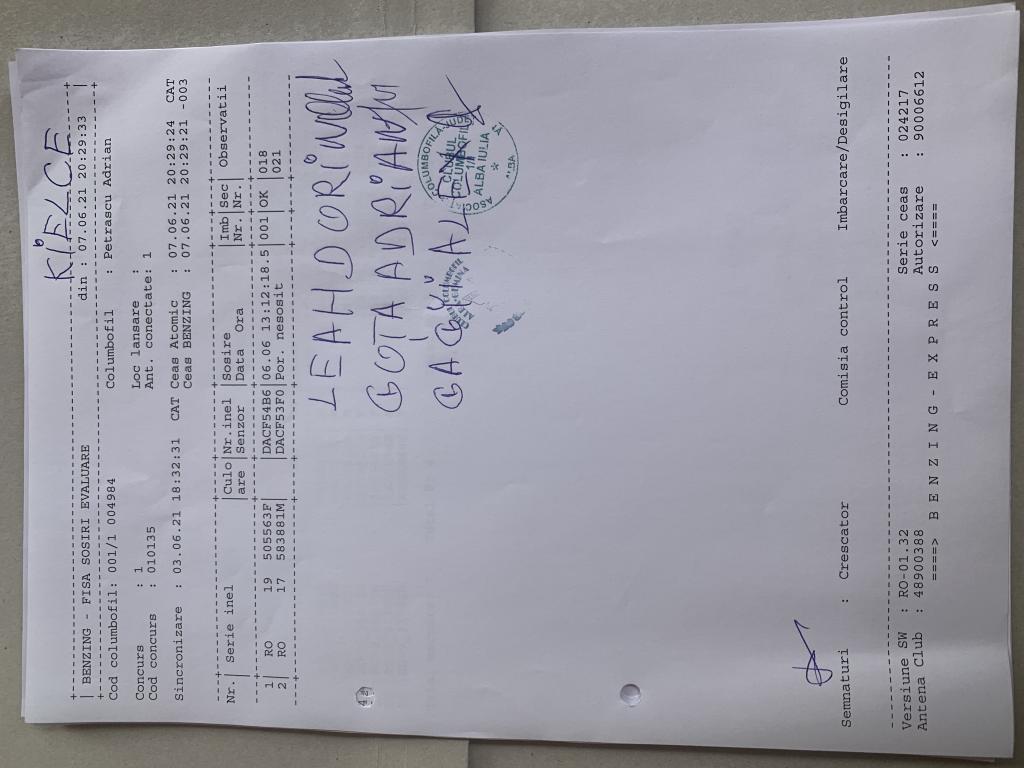 KIELCE
| BENZING - FISA SOSIRI EVALUARE din : 07.06.21 20:29:33 |
Cod columbofil: 001/1 004984 Columbofil : Petrascu Adrian
Concurs : 1 Loc lansare :
Cod concurs : 010135 Ant. conectate: 1
Sincronizare : 03.06.21 18:32:31 CAT Ceas Atomic : 07.06.21 20:29:24 CAT
Ceas BENZING : 07.06.21 20:29:21 -003
Nr.| Serie inel |Culo|Nr.inel |Sosire |Imb|Sec|Observatii
|are |Senzor |Data Ora |Nr.|Nr.|
1| RO 19 505563F| |DACF54B6|06.06 13:12:18.5|001|OK |018
2| RO 17 583881M| |DACF53F0|Por. nesosit | | |021
LEAH DORIN
GOTA ADRIAN
ALBA IULIA
Semnaturi : Crescator Comisia control Imbarcare/Desigilare
Versiune SW : RO-01.32 Serie ceas : 024217
Antena Club : 48900388 Autorizare : 90006612
====> B E N Z I N G - E X P R E S S <====